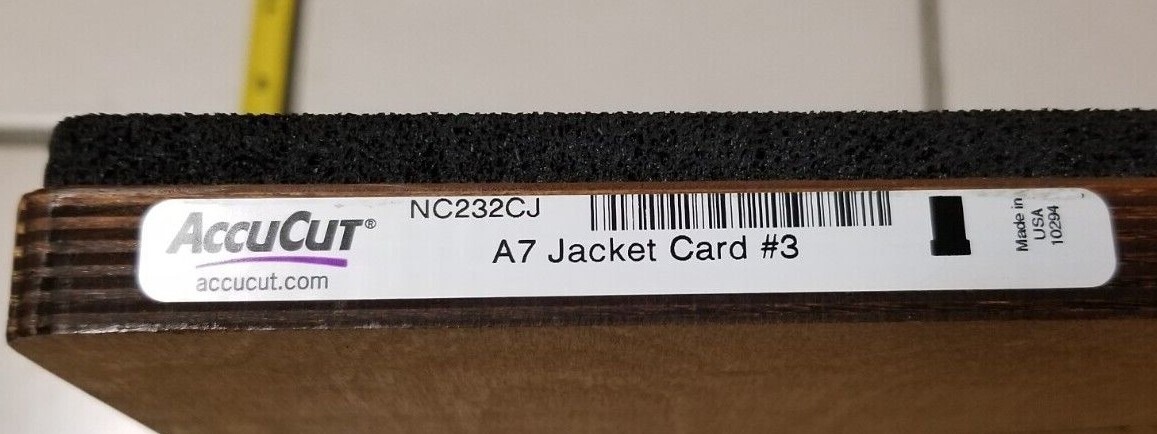 ACCUCUT®
accucut.com
NC232CJ
A7 Jacket Card #3
Made in
USA
10294